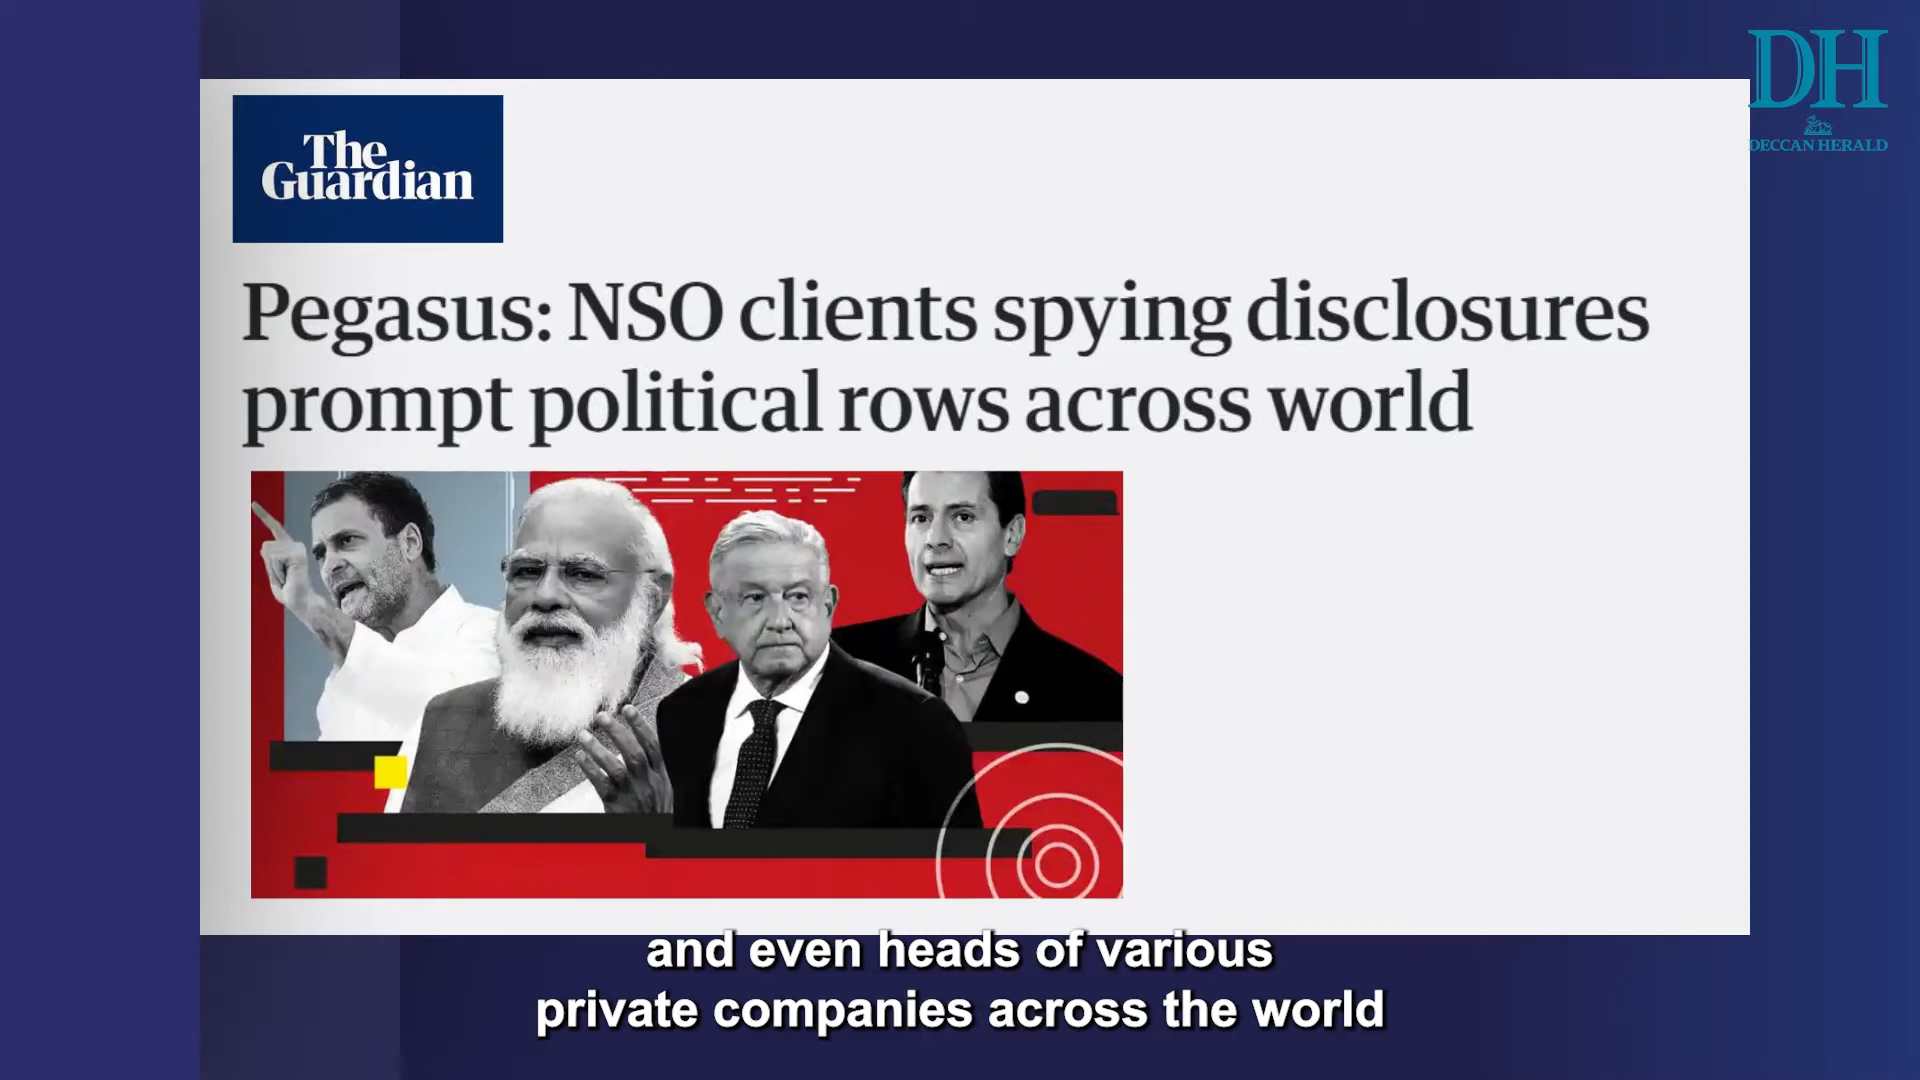 DH
DECCAN HERALD
The
Guardian
Pegasus: NSO clients spying disclosures
prompt political rows across world
and even heads of various
private companies across the world